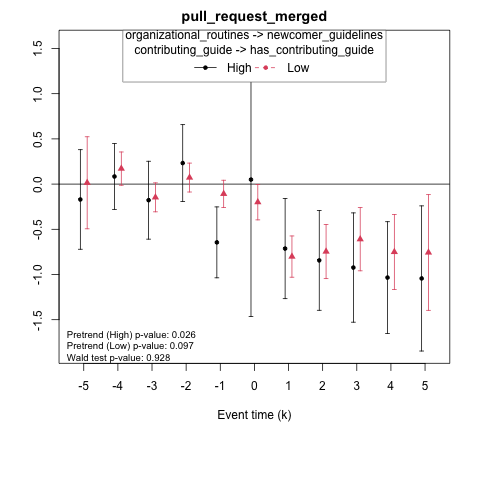 pull_request_merged
organizational_routines -> newcomer_guidelines
contributing_guide -> has_contributing_guide
High Low
1.5
1.0
0.5
0.0
-0.5
-1.0
-1.5
Pretrend (High) p-value: 0.026
Pretrend (Low) p-value: 0.097
Wald test p-value: 0.928
-5 -4 -3 -2 -1 0 1 2 3 4 5
Event time (k)